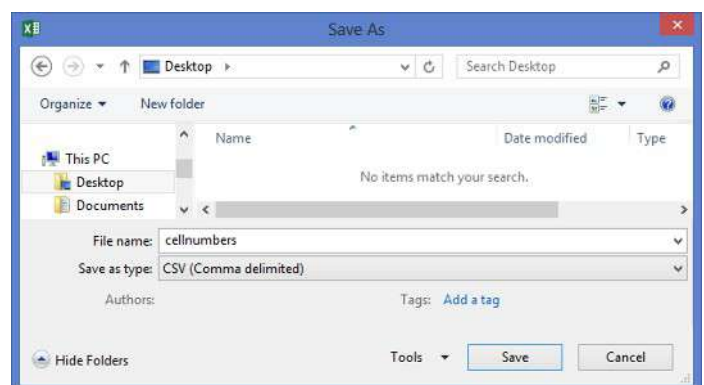 Save As
Desktop
Search Desktop
Organize
New folder
Name
Date modified
Type
This PC
Desktop
Documents
No items match your search.
File name: cellnumbers
Save as type: CSV (Comma delimited)
Authors:
Tags: Add a tag
Hide Folders
Tools
Save
Cancel